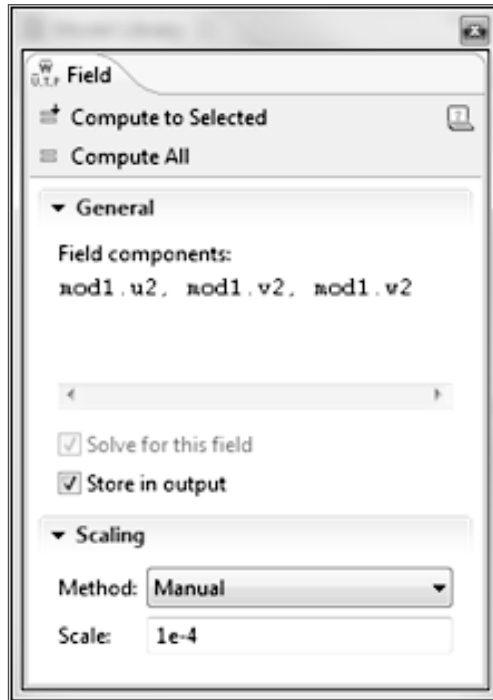 Field
Compute to Selected
Compute All
General
Field components:
mod1.u2, mod1.v2, mod1.w2
Solve for this field
Store in output
Scaling
Method: Manual
Scale: 1e-4